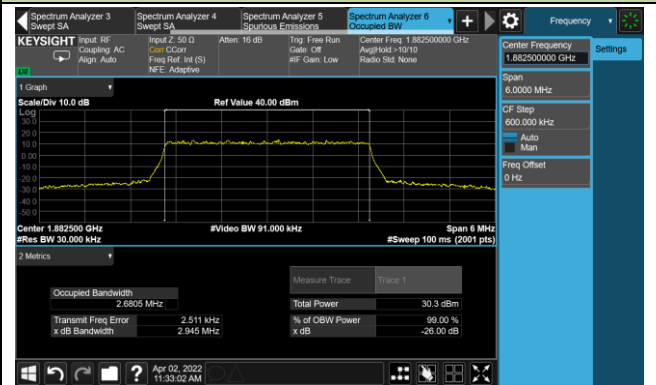 Spectrum Analyzer 3
Swept SA
Spectrum Analyzer 4
Swept SA
Spectrum Analyzer 5
Spurious Emissions
Spectrum Analyzer 6
Occupied BW
Frequency
KEYSIGHT
Input: RF
Coupling: AC
Align: Auto
Input Z: 50 Ω
Corr CCorr
Freq Ref: Int (S)
NFE: Adaptive
Atten: 16 dB
Trig: Free Run
Gate: Off
#IF Gain: Low
Center Freq: 1.882500000 GHz
Avg|Hold:>10/10
Radio Std: None
Center Frequency
1.882500000 GHz
Settings
Span
6.0000 MHz
CF Step
600.000 kHz
Auto
Man
Freq Offset
0 Hz
1 Graph
Scale/Div 10.0 dB
Ref Value 40.00 dBm
Log
30.0
20.0
10.0
0.00
-10.0
-20.0
-30.0
-40.0
-50.0
Center 1.882500 GHz
#Video BW 91.000 kHz
Span 6 MHz
#Res BW 30.000 kHz
#Sweep 100 ms (2001 pts)
2 Metrics
Measure Trace
Trace 1
Occupied Bandwidth
2.6805 MHz
Total Power
30.3 dBm
Transmit Freq Error
2.511 kHz
% of OBW Power
99.00 %
x dB Bandwidth
2.945 MHz
x dB
-26.00 dB
Apr 02, 2022
11:33:02 AM